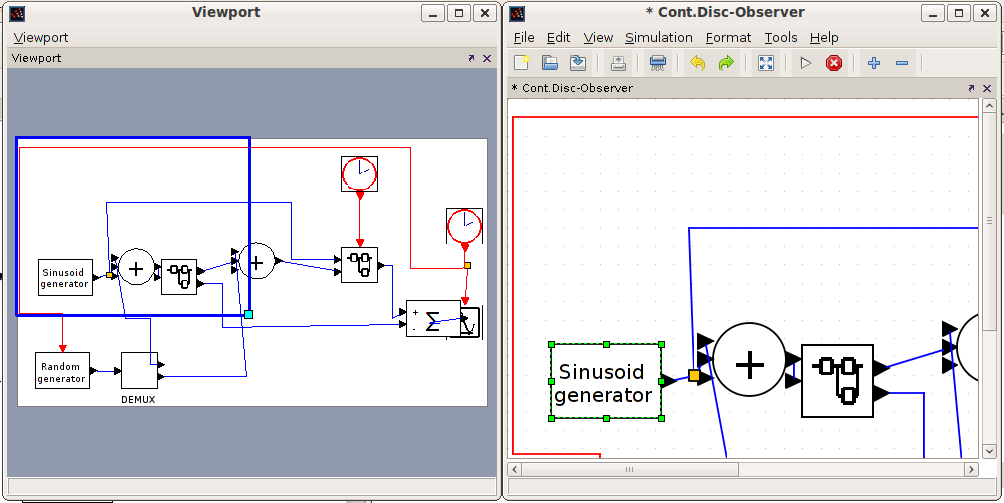 Viewport
Viewport
Viewport
Sinusoid
generator
+
+
Random
generator
DEMUX
+
-
Σ
* Cont.Disc-Observer
File Edit View Simulation Format Tools Help
* Cont.Disc-Observer
Sinusoid
generator
+